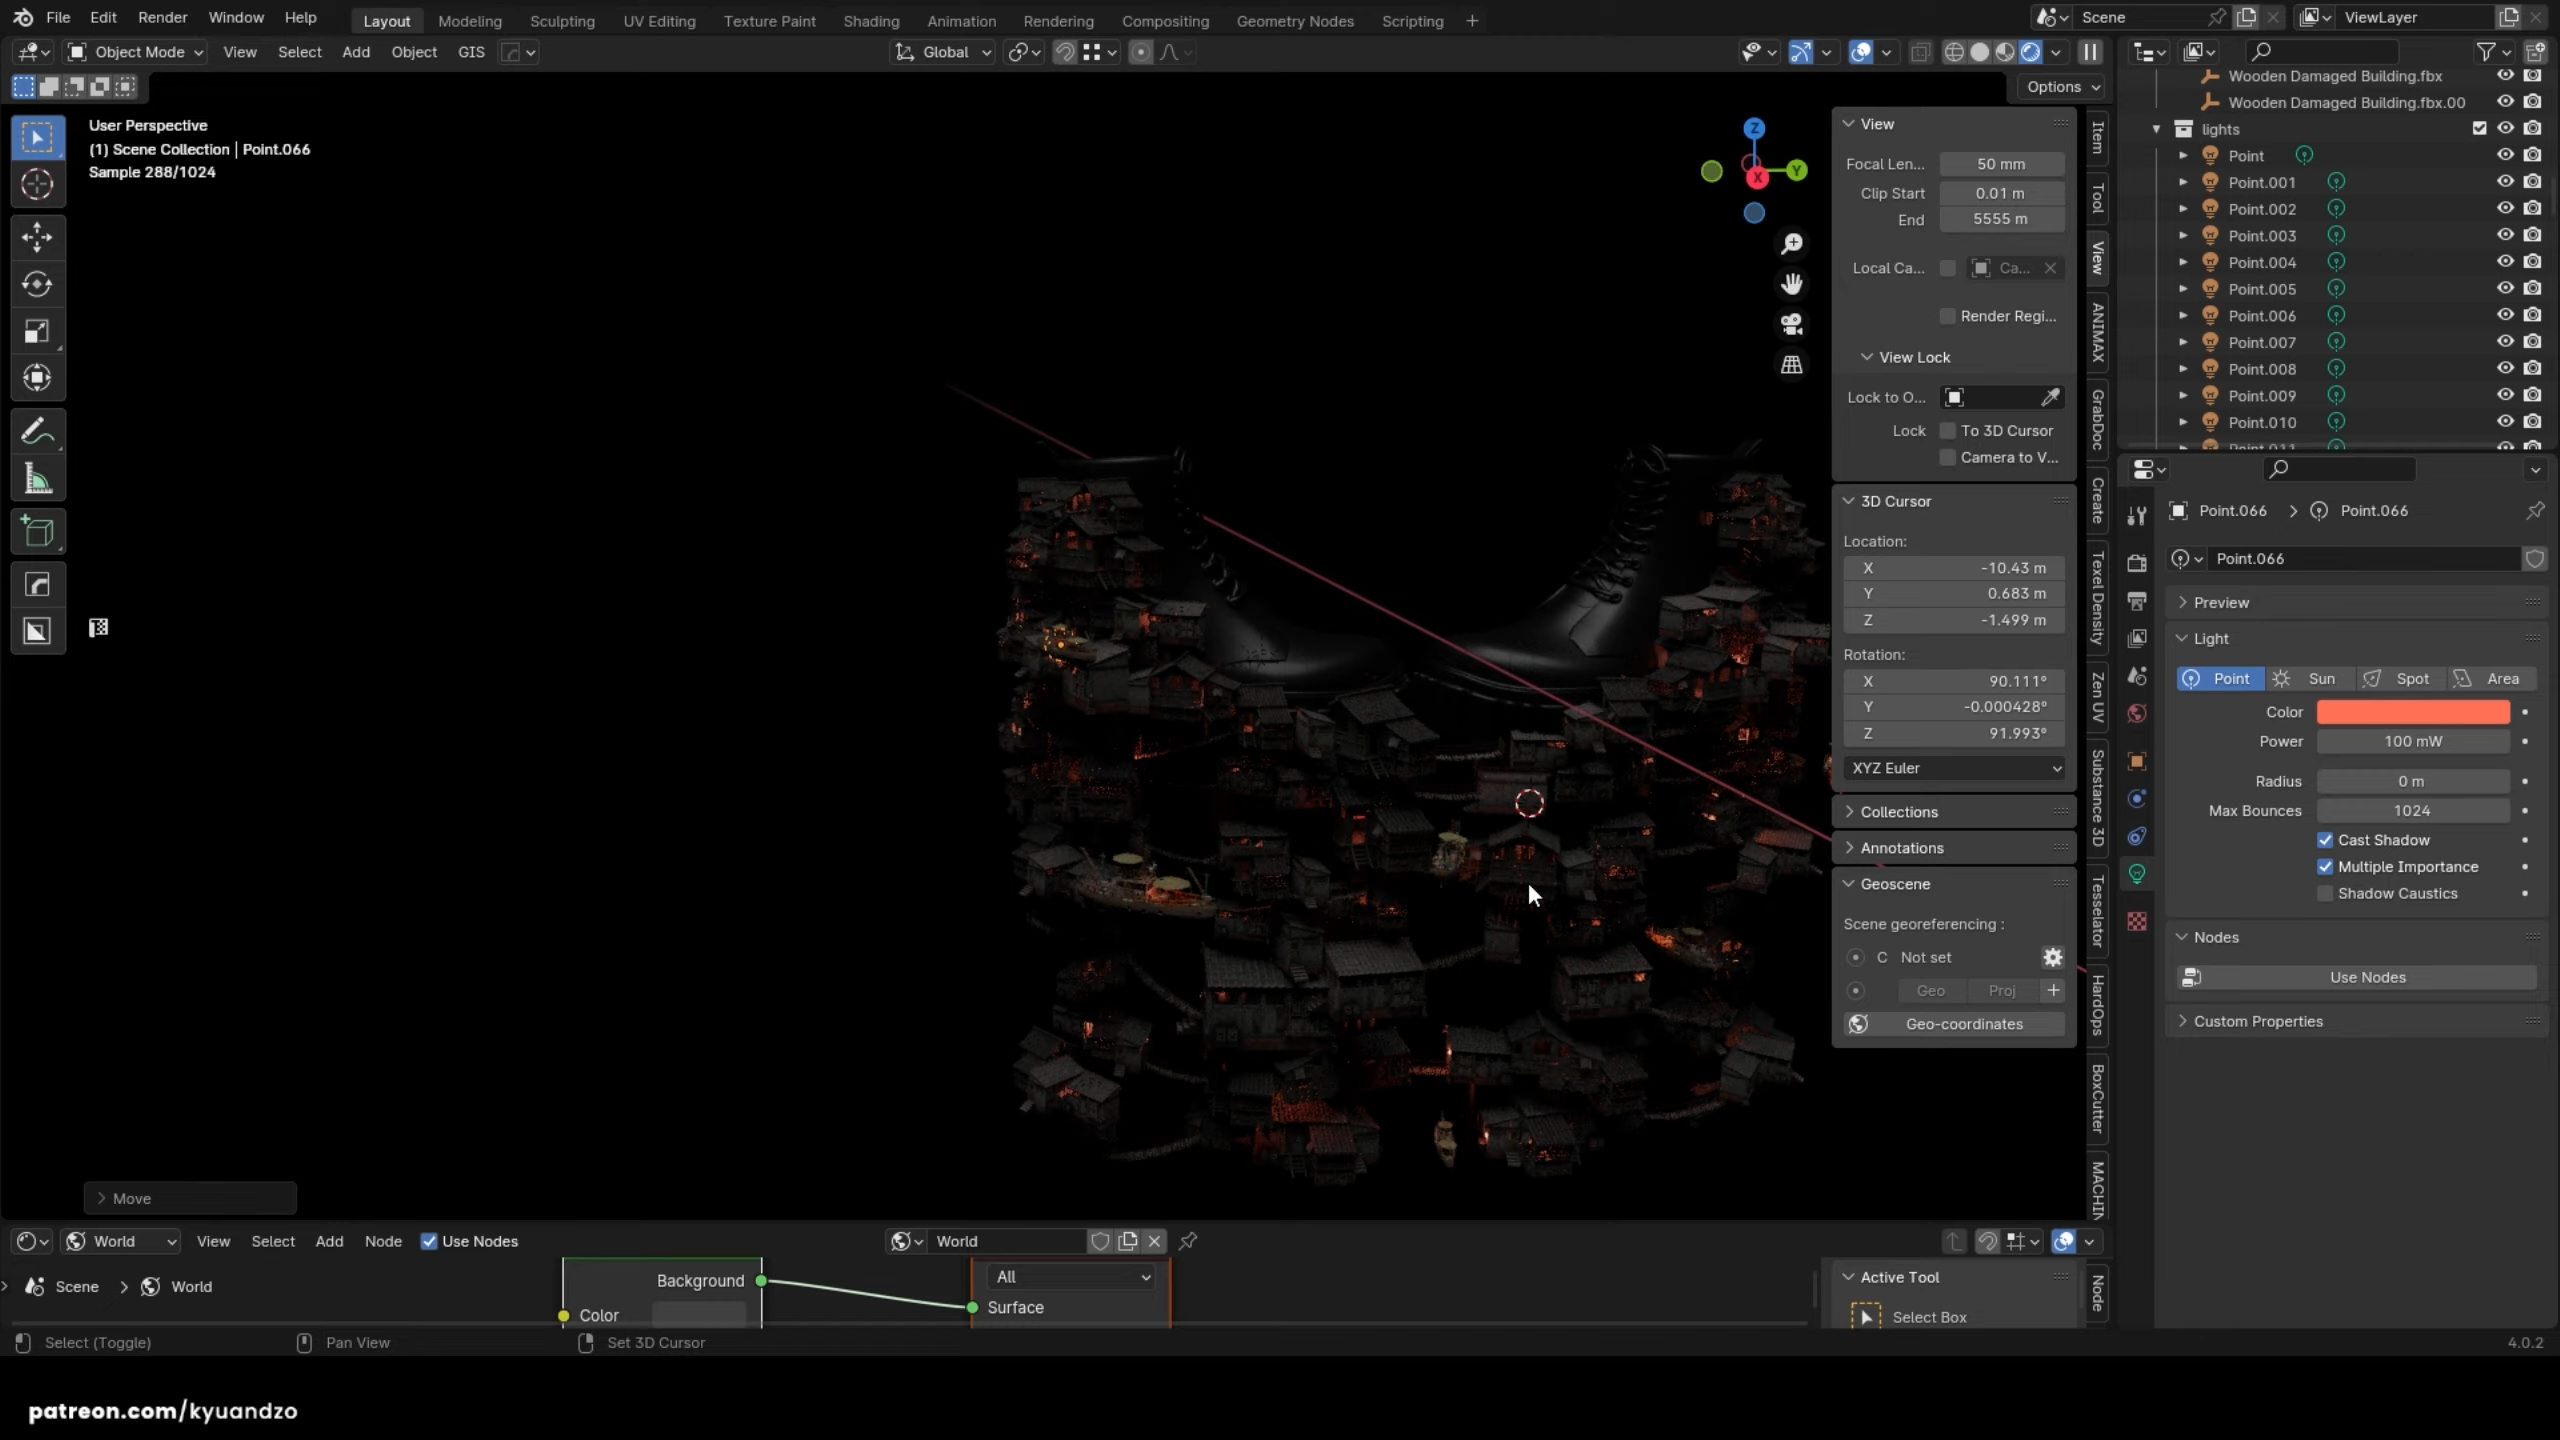 File Edit Render Window Help Layout Modeling Sculpting UV Editing Texture Paint Shading Animation Rendering Compositing Geometry Nodes Scripting + Scene ViewLayer
Object Mode View Select Add Object GIS Global
Options
User Perspective
(1) Scene Collection | Point.066
Sample 288/1024
Z
Y
X
View
Focal Len... 50 mm
Clip Start 0.01 m
End 5555 m
Local Ca... Ca...
Render Regi...
View Lock
Lock to O...
Lock To 3D Cursor
Camera to V...
3D Cursor
Location:
X -10.43 m
Y 0.683 m
Z -1.499 m
Rotation:
X 90.111°
Y -0.000428°
Z 91.993°
XYZ Euler
Collections
Annotations
Geoscene
Scene georeferencing :
C Not set
Geo Proj +
Geo-coordinates
Item
Tool
View
ANIMAX
GrabDoc
Create
Texel Density
Zen UV
Substance 3D
Tesselator
HardOps
BoxCutter
MACHIN
Wooden Damaged Building.fbx
Wooden Damaged Building.fbx.00
lights
Point
Point.001
Point.002
Point.003
Point.004
Point.005
Point.006
Point.007
Point.008
Point.009
Point.010
Point.011
Point.066 > Point.066
Point.066
Preview
Light
Point Sun Spot Area
Color
Power 100 mW
Radius 0 m
Max Bounces 1024
Cast Shadow
Multiple Importance
Shadow Caustics
Nodes
Use Nodes
Custom Properties
Move
World View Select Add Node Use Nodes World
Scene > World
Background
Color
All
Surface
Active Tool
Select Box
Node
Select (Toggle) Pan View Set 3D Cursor 4.0.2
patreon.com/kyuandzo